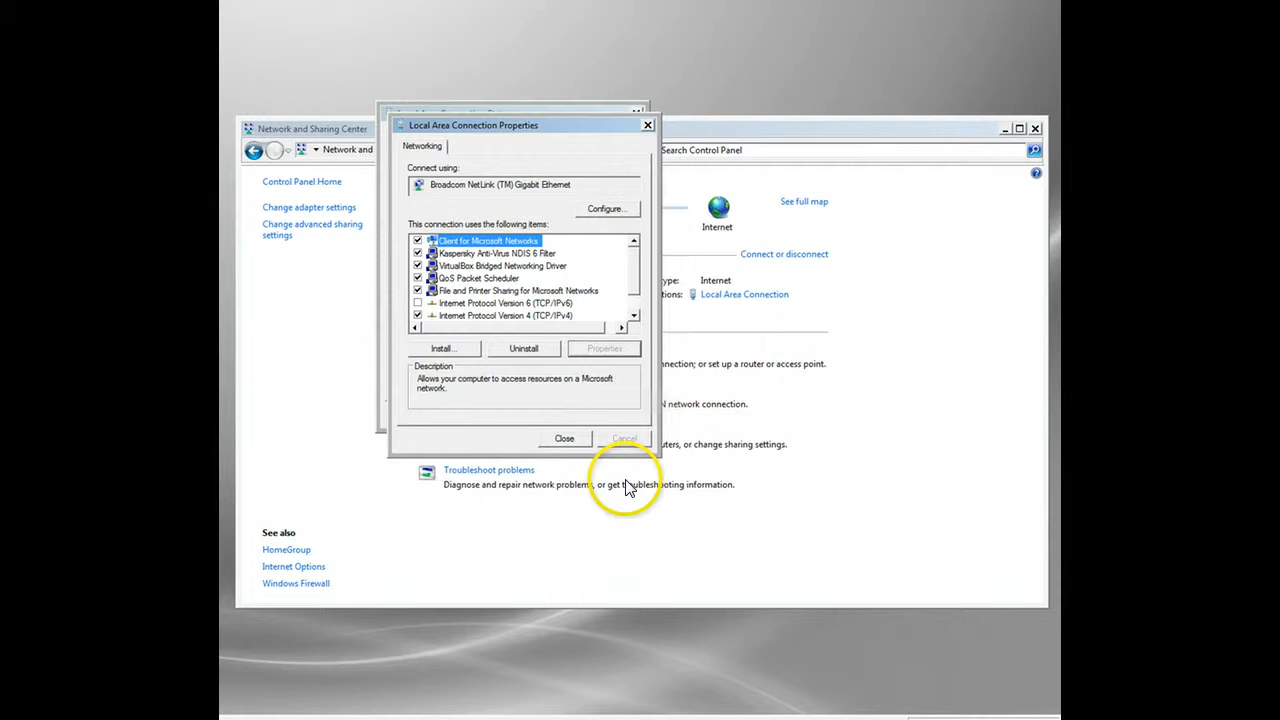 Network and Sharing Center
Local Area Connection Properties
Network and
Search Control Panel
Networking
Control Panel Home
Change adapter settings
Change advanced sharing
settings
Connect using:
Broadcom NetLink (TM) Gigabit Ethernet
Configure...
This connection uses the following items:
Client for Microsoft Networks
Kaspersky Anti-Virus NDIS 6 Filter
VirtualBox Bridged Networking Driver
QoS Packet Scheduler
File and Printer Sharing for Microsoft Networks
Internet Protocol Version 6 (TCP/IPv6)
Internet Protocol Version 4 (TCP/IPv4)
Install...
Uninstall
Properties
Description
Allows your computer to access resources on a Microsoft
network.
Close
Cancel
See full map
Internet
Connect or disconnect
ype: Internet
tions: Local Area Connection
onnection; or set up a router or access point.
N network connection.
uters, or change sharing settings.
Troubleshoot problems
Diagnose and repair network problems, or get troubleshooting information.
See also
HomeGroup
Internet Options
Windows Firewall